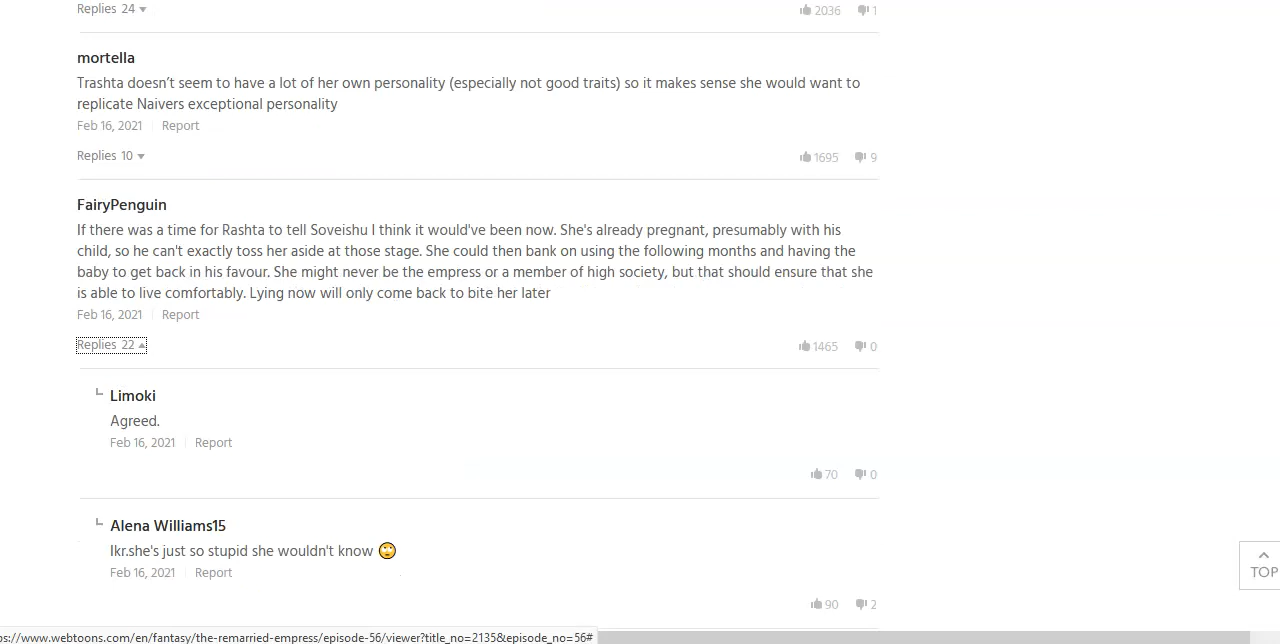 Replies 24
2036 1
mortella
Trashta doesn’t seem to have a lot of her own personality (especially not good traits) so it makes sense she would want to
replicate Naivers exceptional personality
Feb 16, 2021 Report
Replies 10
1695 9
FairyPenguin
If there was a time for Rashta to tell Soveishu I think it would've been now. She's already pregnant, presumably with his
child, so he can't exactly toss her aside at those stage. She could then bank on using the following months and having the
baby to get back in his favour. She might never be the empress or a member of high society, but that should ensure that she
is able to live comfortably. Lying now will only come back to bite her later
Feb 16, 2021 Report
Replies 22
1465 0
Limoki
Agreed.
Feb 16, 2021 Report
70 0
Alena Williams15
Ikr.she's just so stupid she wouldn't know 🙄
Feb 16, 2021 Report
TOP
90 2
ps://www.webtoons.com/en/fantasy/the-remarried-empress/episode-56/viewer?title_no=2135&episode_no=56#